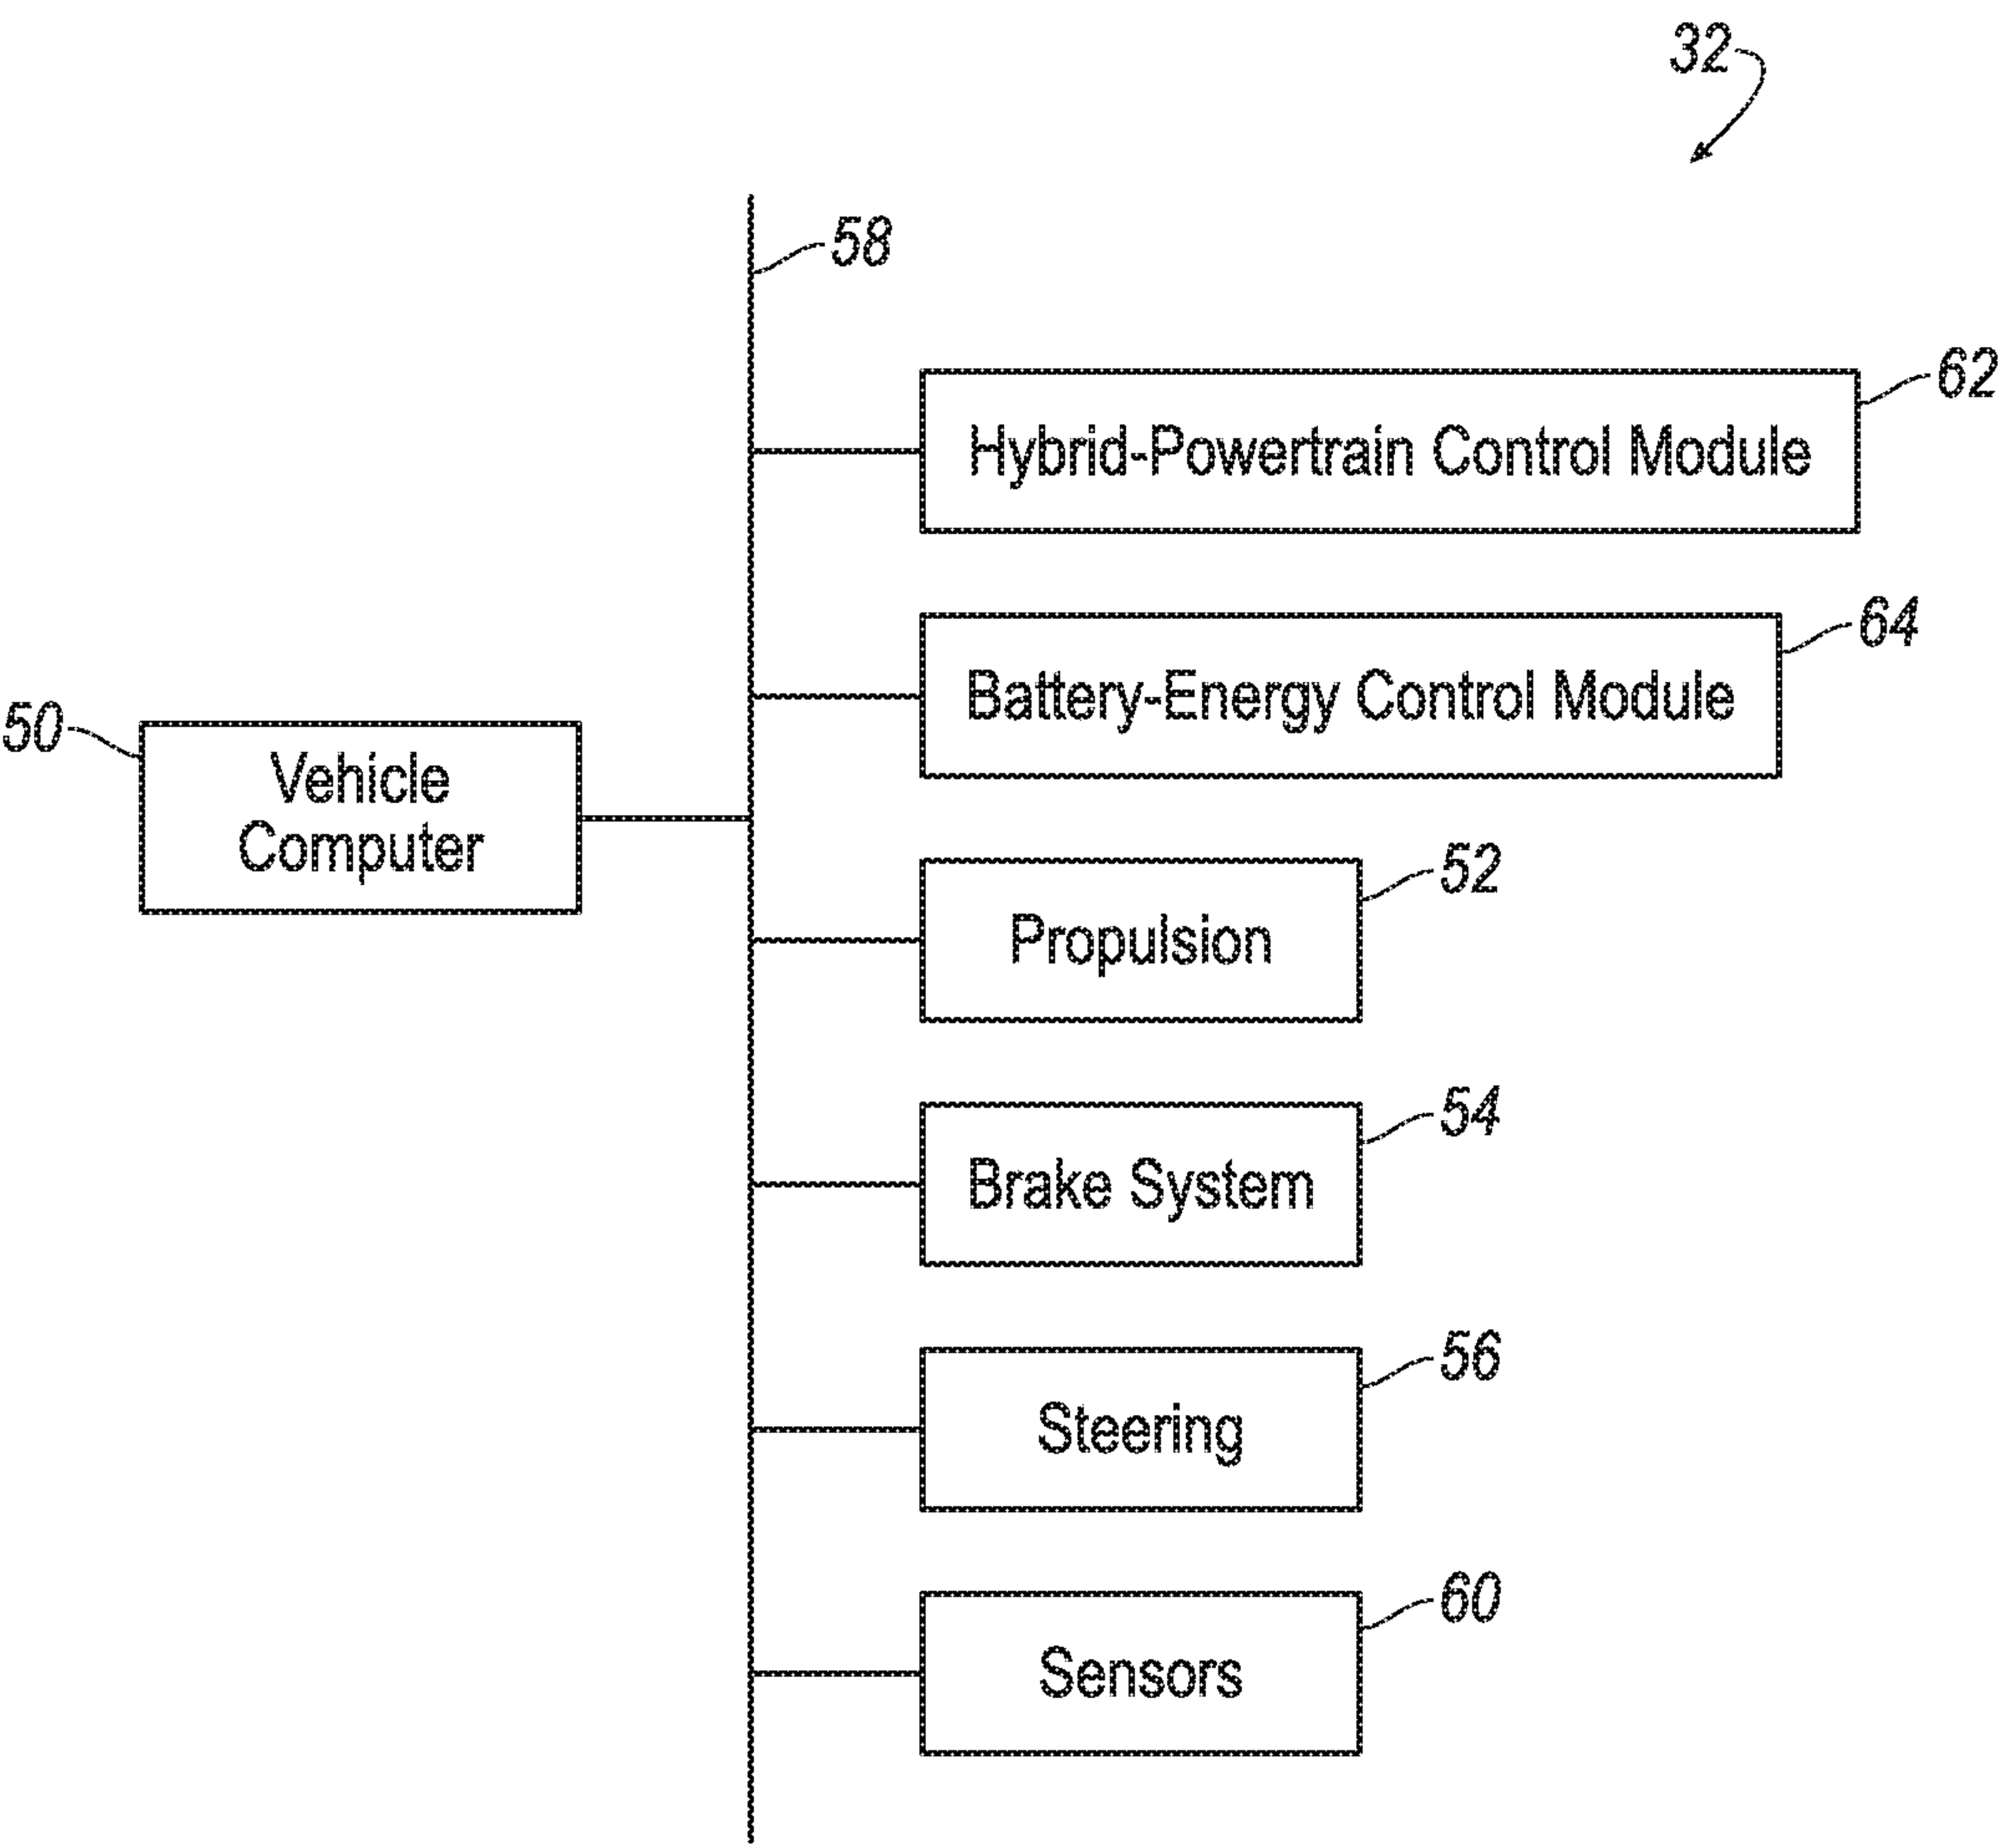 32
58
62
Hybrid-Powertrain Control Module
64
Battery-Energy Control Module
50
Vehicle
Computer
52
Propulsion
54
Brake System
56
Steering
60
Sensors